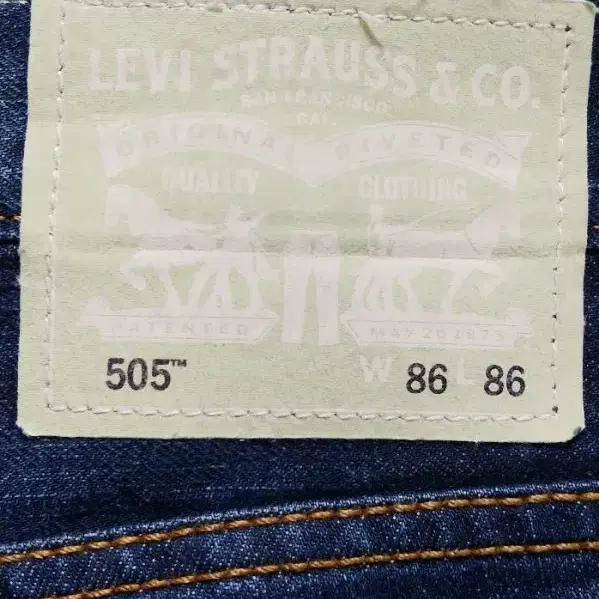 LEVI STRAUSS & CO.
SAN FRANCISCO
CAL.
ORIGINAL RIVETED
QUALITY CLOTHING
PATENTED MAY 20 1873
505™ W 86 L 86